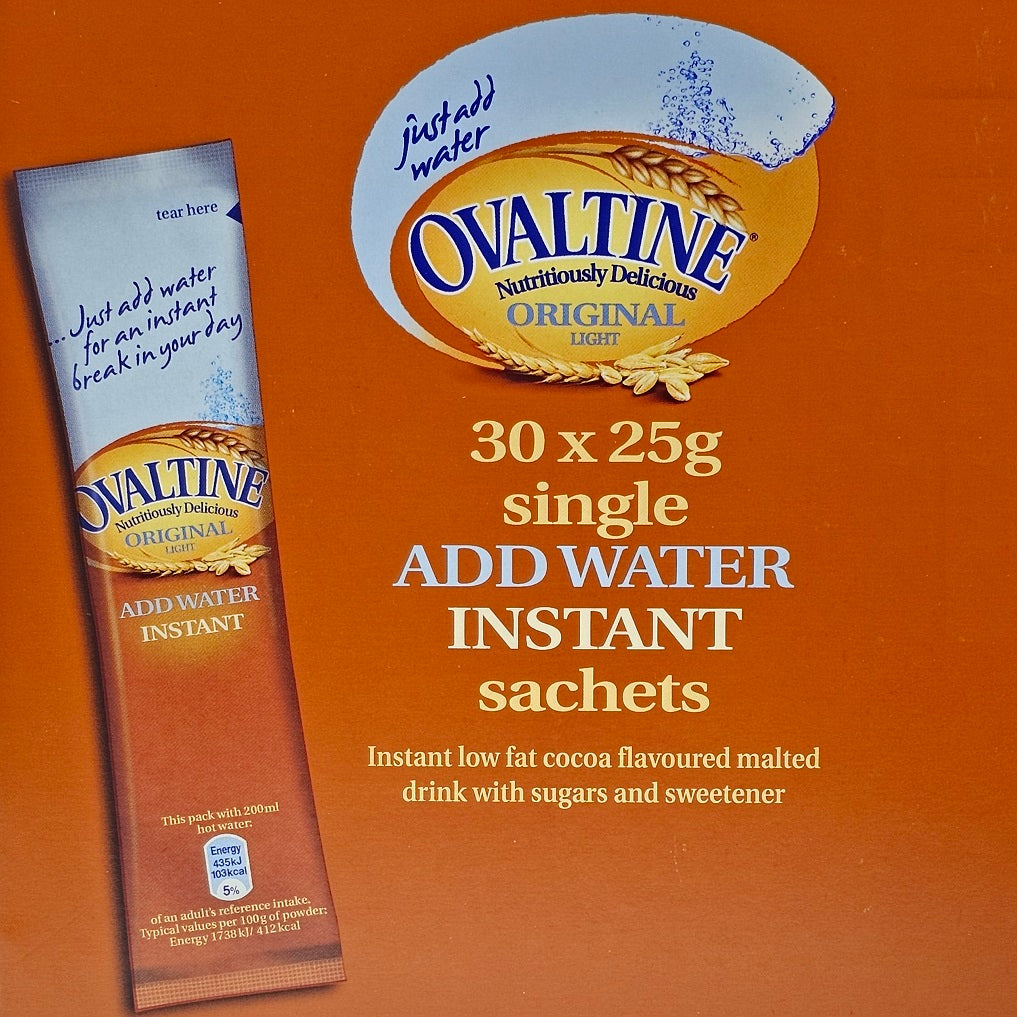 just add
water
OVALTINE®
Nutritiously Delicious
ORIGINAL
LIGHT
30 x 25g
single
ADD WATER
INSTANT
sachets
Instant low fat cocoa flavoured malted
drink with sugars and sweetener
tear here
...Just add water
for an instant
break in your day
OVALTINE
Nutritiously Delicious
ORIGINAL
LIGHT
ADD WATER
INSTANT
This pack with 200ml
hot water:
Energy
435kJ
103kcal
5%
of an adult's reference intake.
Typical values per 100g of powder:
Energy 1738kJ/ 412kcal